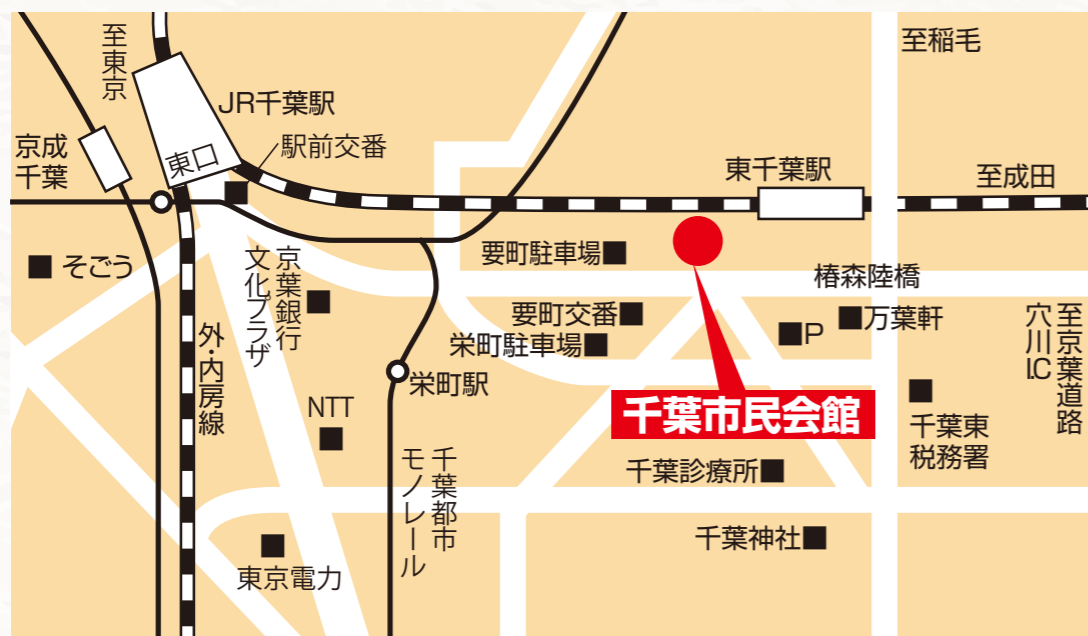 至東京
JR千葉駅
至稲毛
京成
千葉
東口
駅前交番
東千葉駅
至成田
そごう
京葉銀行
文化プラザ
要町駐車場
椿森陸橋
要町交番
P
万葉軒
栄町駐車場
至京葉道路
穴川I.C
外・内房線
栄町駅
NTT
千葉市民会館
千葉東
税務署
千葉都市
モノレール
千葉診療所
千葉神社
東京電力